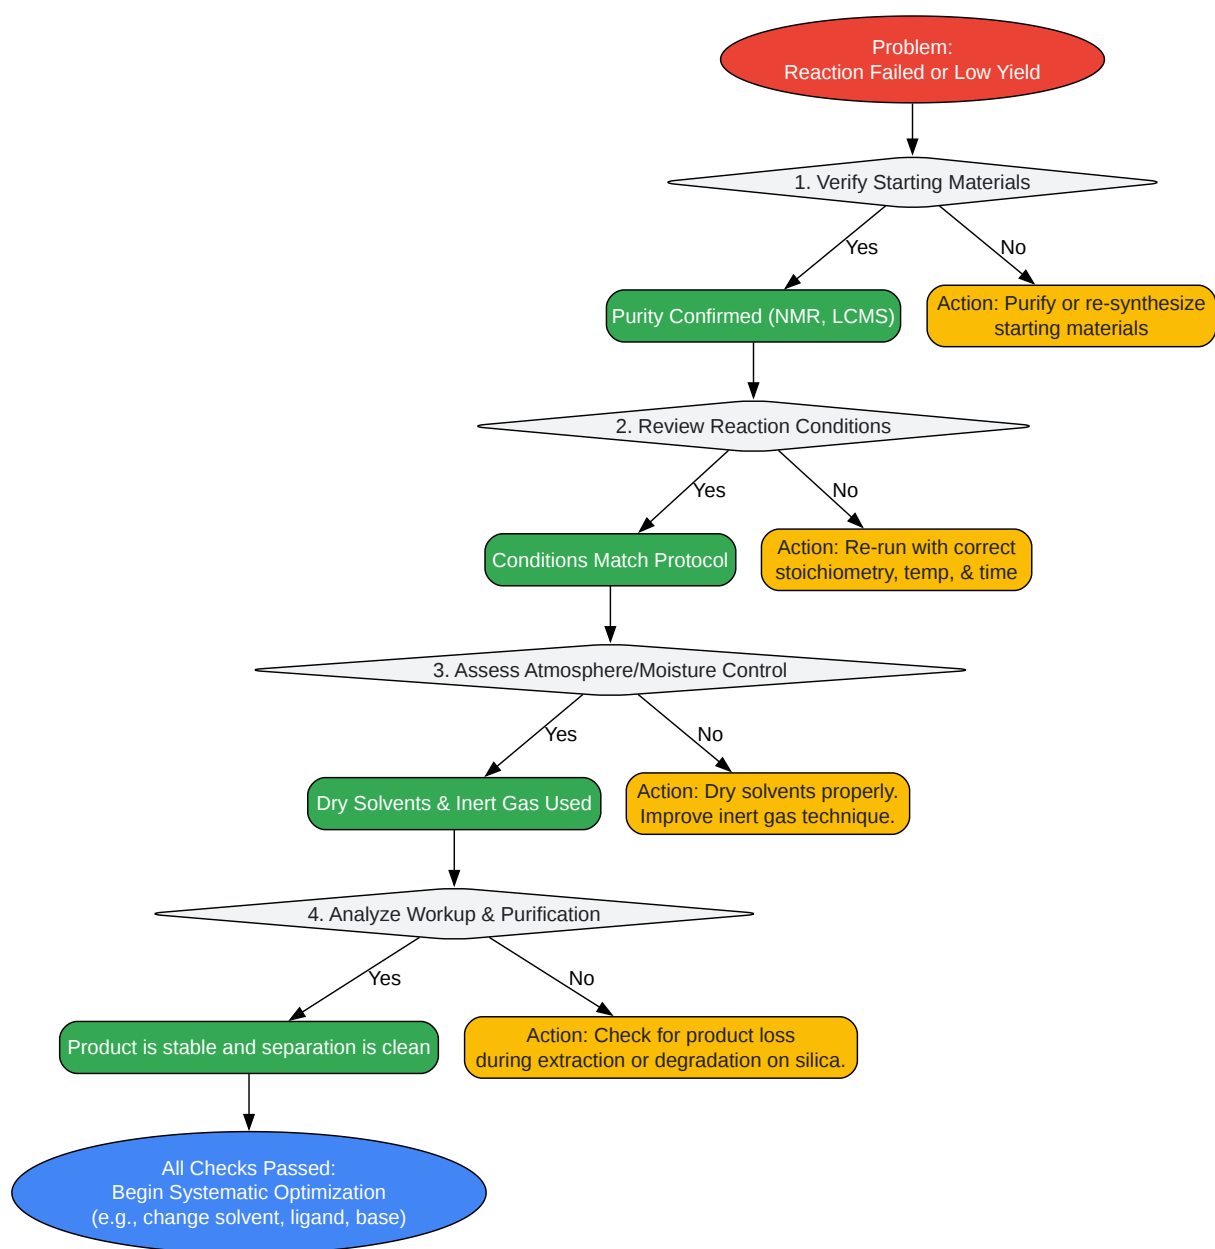 Problem:
Reaction Failed or Low Yield
1. Verify Starting Materials
Yes
No
Purity Confirmed (NMR, LCMS)
Action: Purify or re-synthesize
starting materials
2. Review Reaction Conditions
Yes
No
Conditions Match Protocol
Action: Re-run with correct
stoichiometry, temp, & time
3. Assess Atmosphere/Moisture Control
Yes
No
Dry Solvents & Inert Gas Used
Action: Dry solvents properly.
Improve inert gas technique.
4. Analyze Workup & Purification
Yes
No
Product is stable and separation is clean
Action: Check for product loss
during extraction or degradation on silica.
All Checks Passed:
Begin Systematic Optimization
(e.g., change solvent, ligand, base)